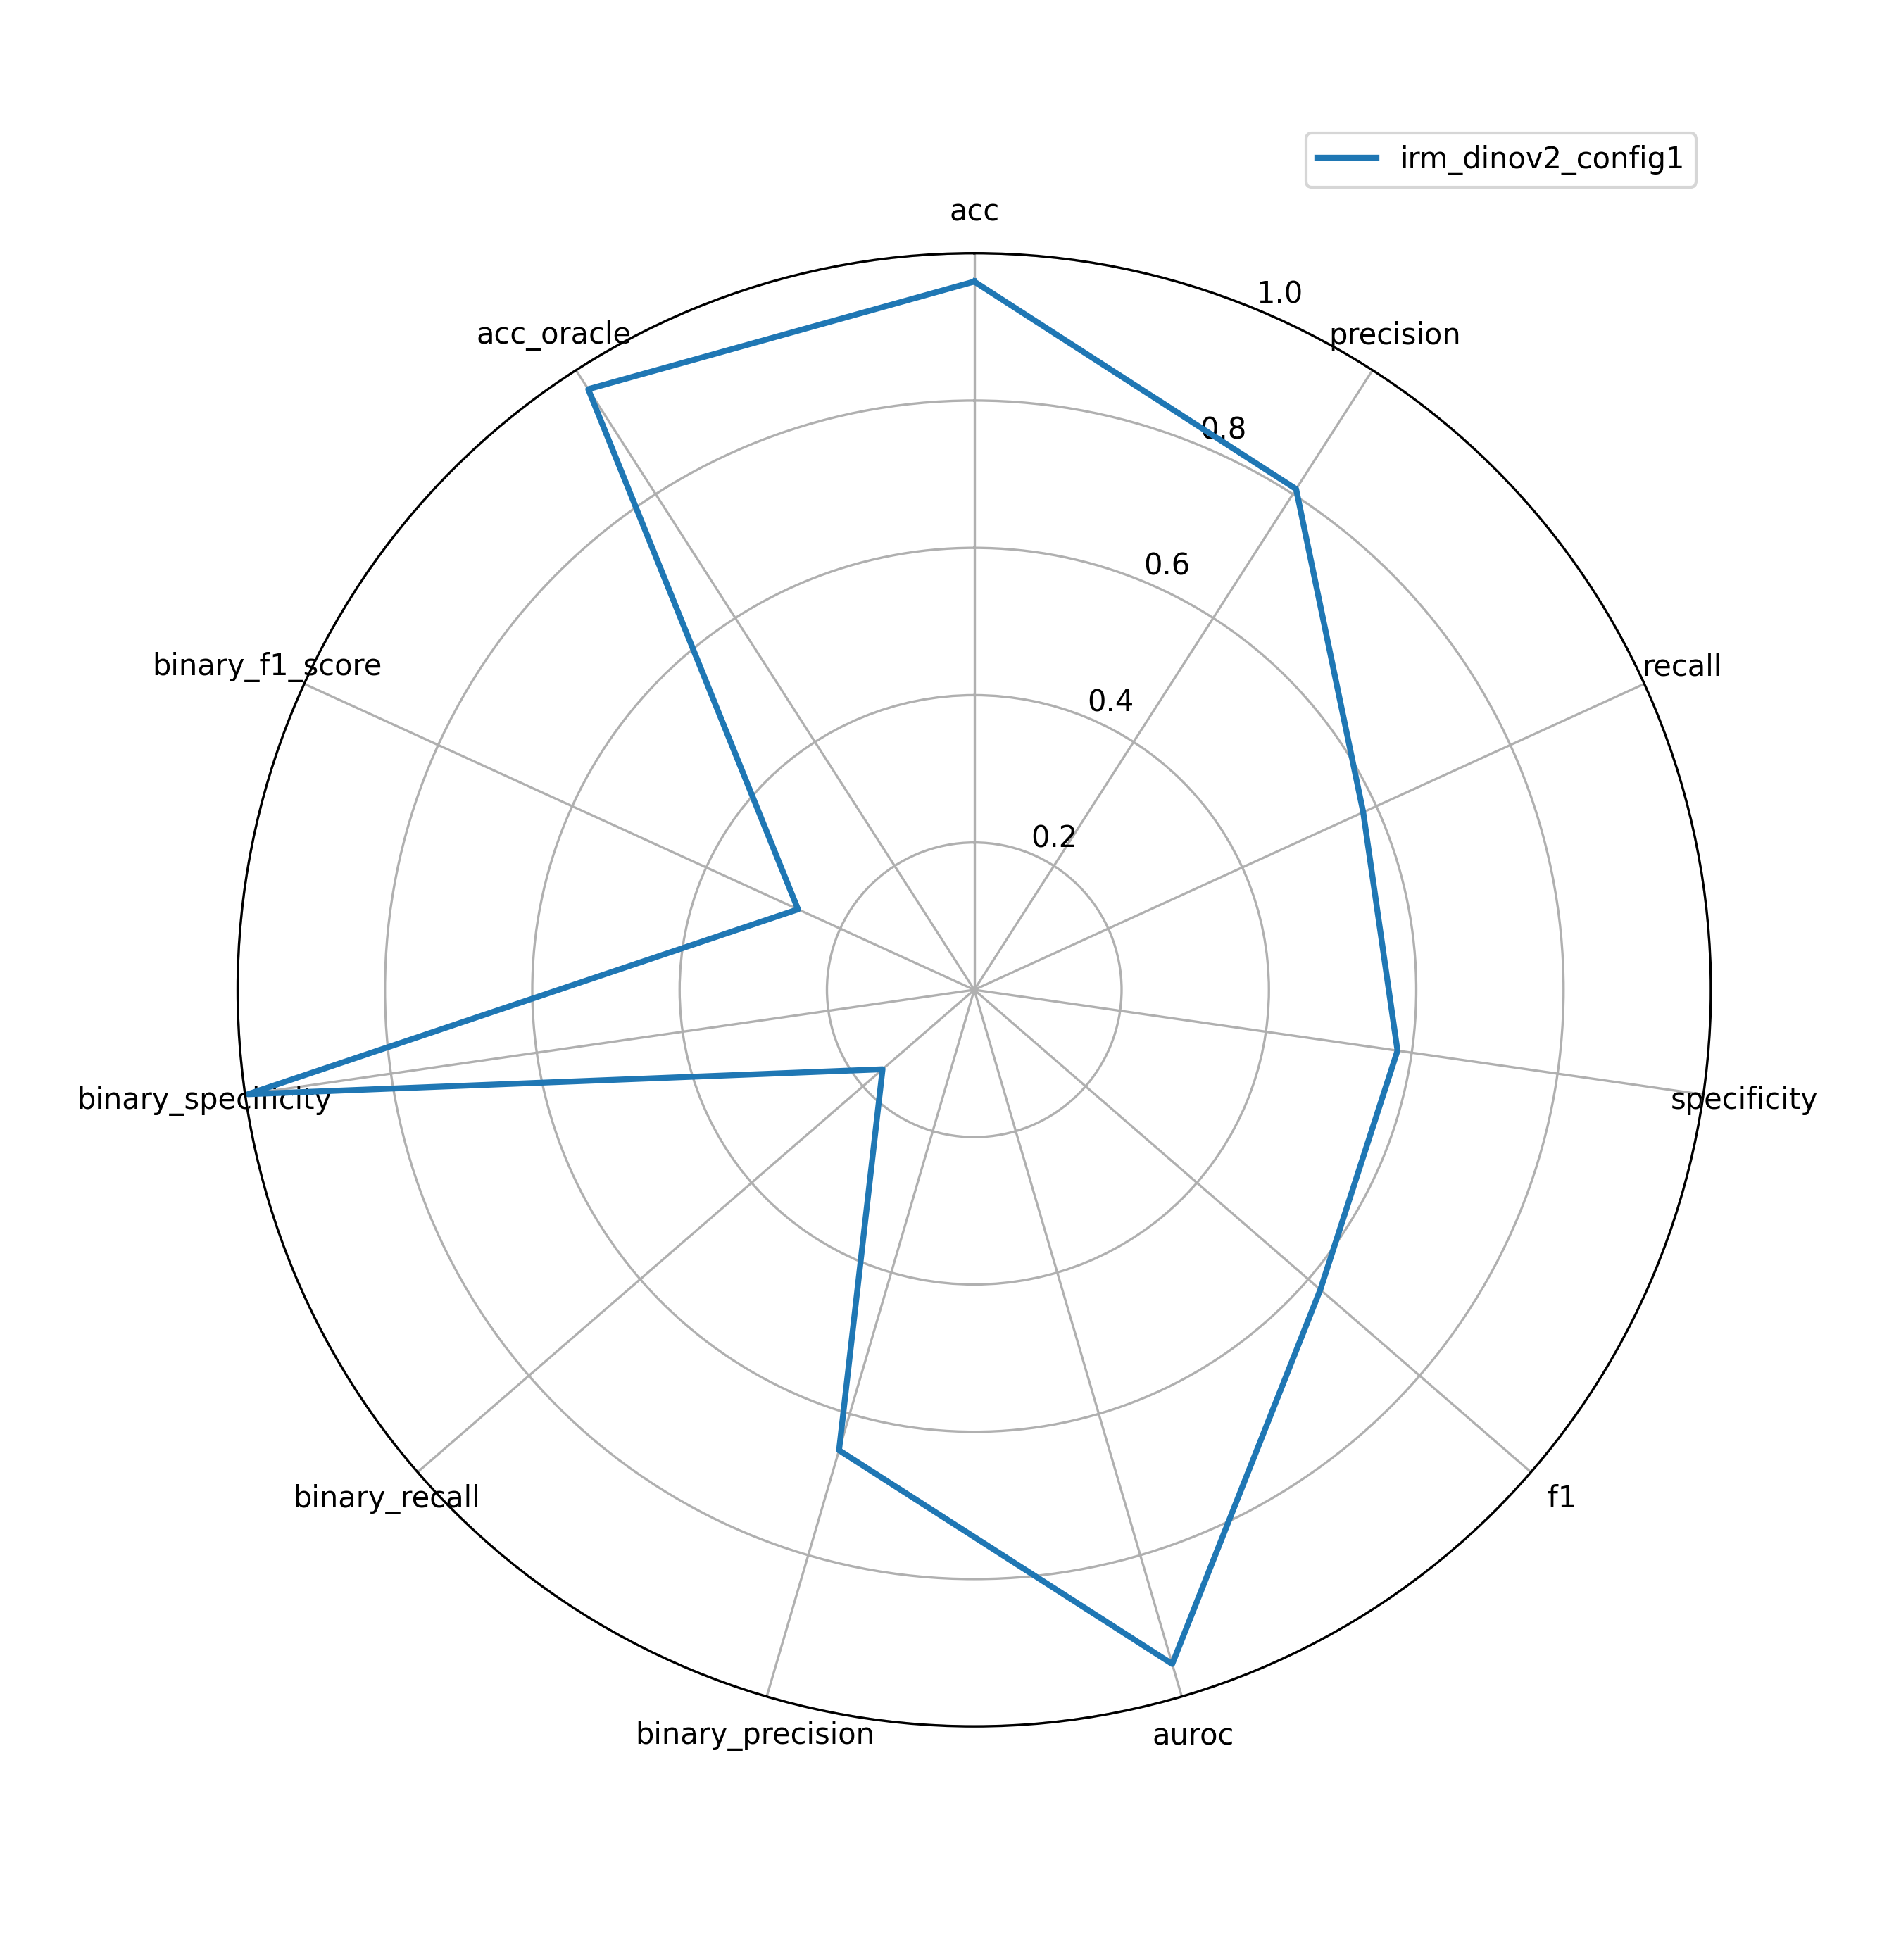 irm_dinov2_config1
acc
1.0
acc_oracle
precision
0.8
0.6
binary_f1_score
recall
0.4
0.2
binary_specificity
specificity
binary_recall
f1
binary_precision
auroc